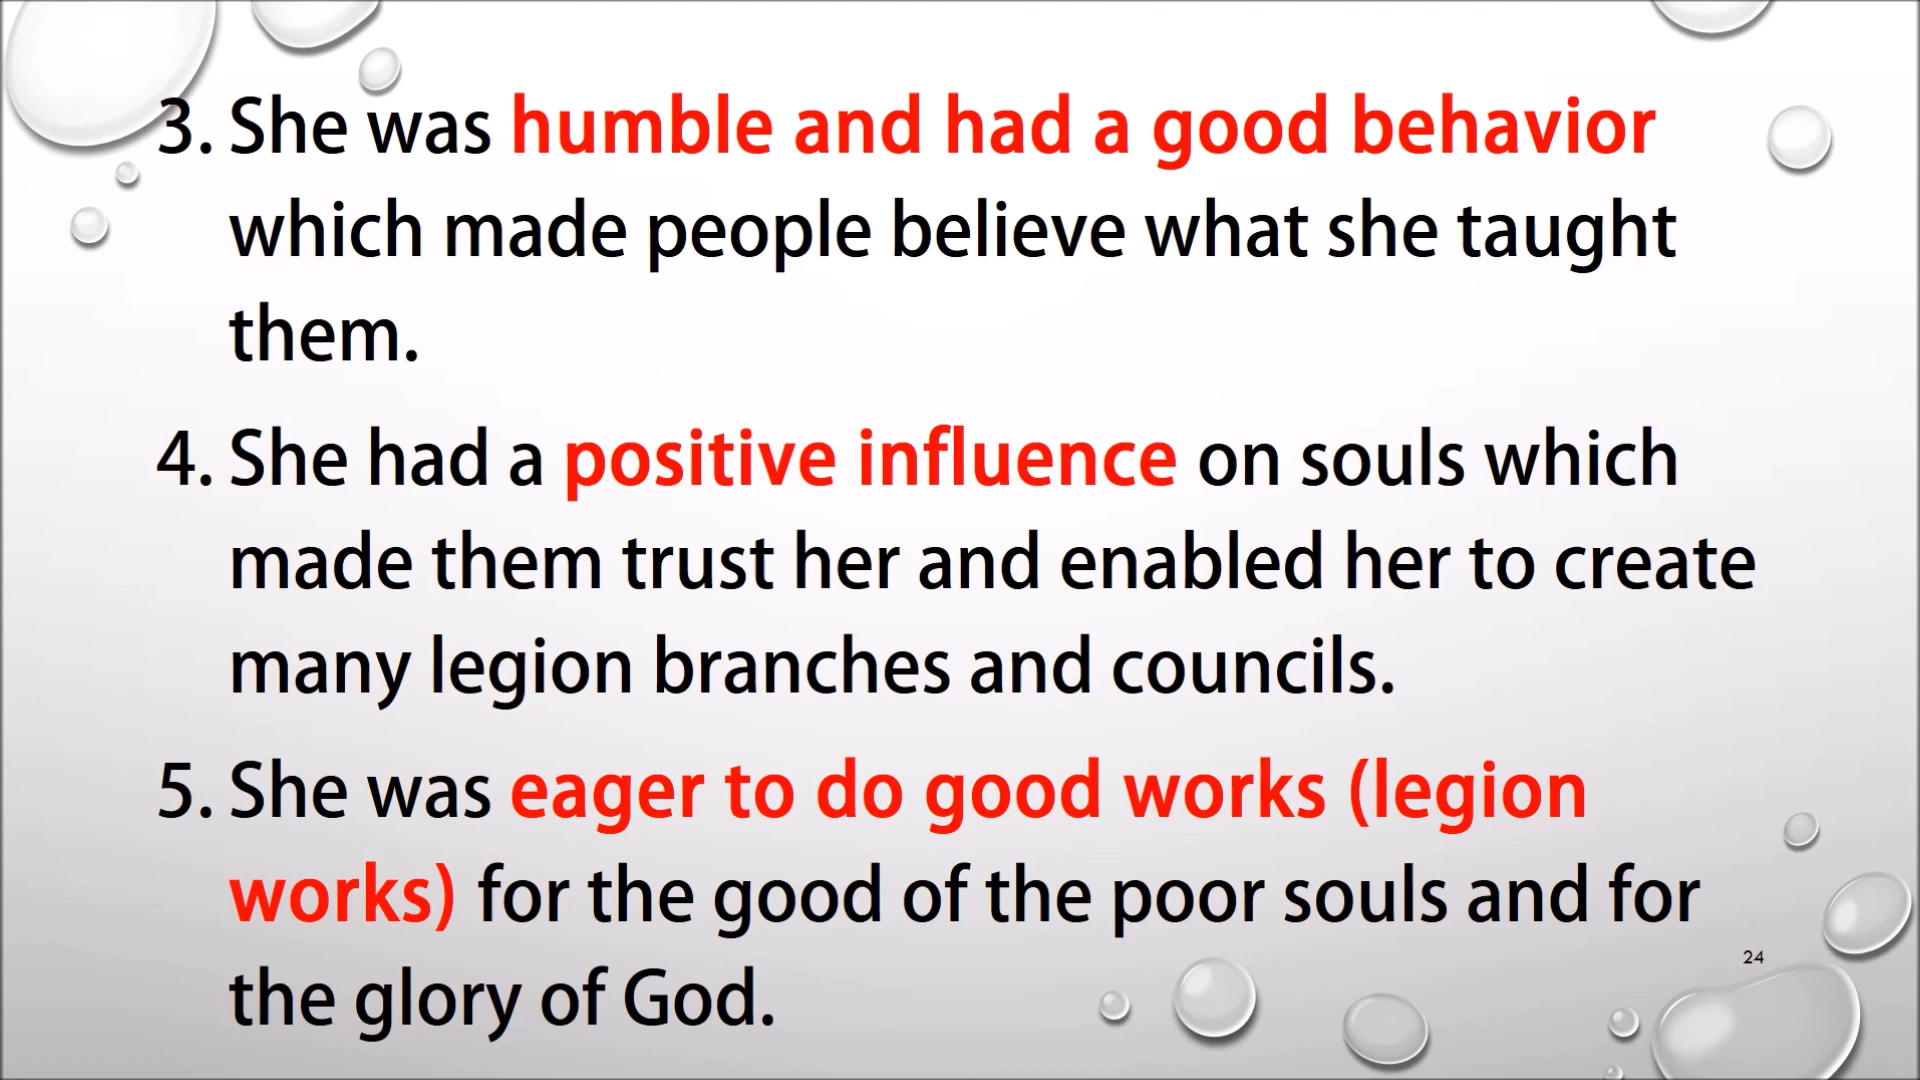 3. She was humble and had a good behavior
which made people believe what she taught
them.
4. She had a positive influence on souls which
made them trust her and enabled her to create
many legion branches and councils.
5. She was eager to do good works (legion
works) for the good of the poor souls and for
the glory of God.
24